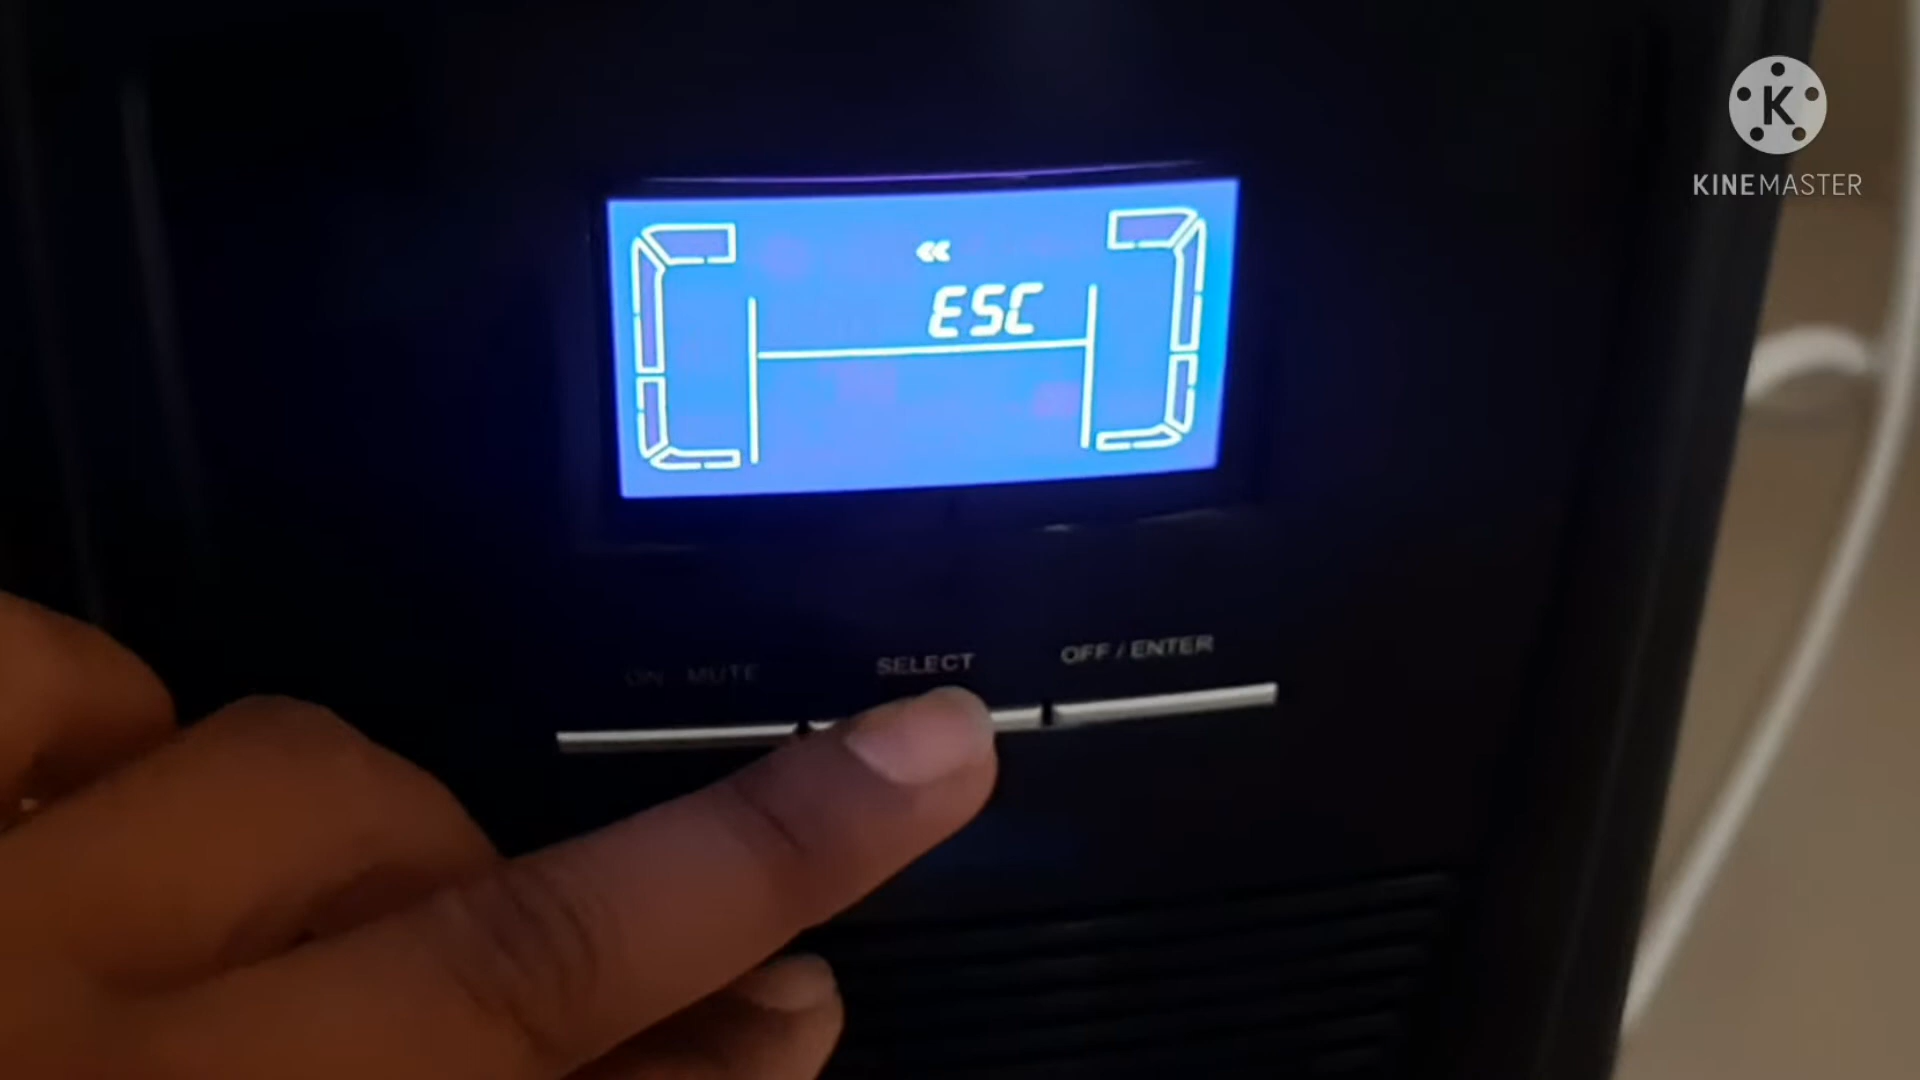 K
KINEMASTER
ESC
ON MUTE
SELECT
OFF / ENTER